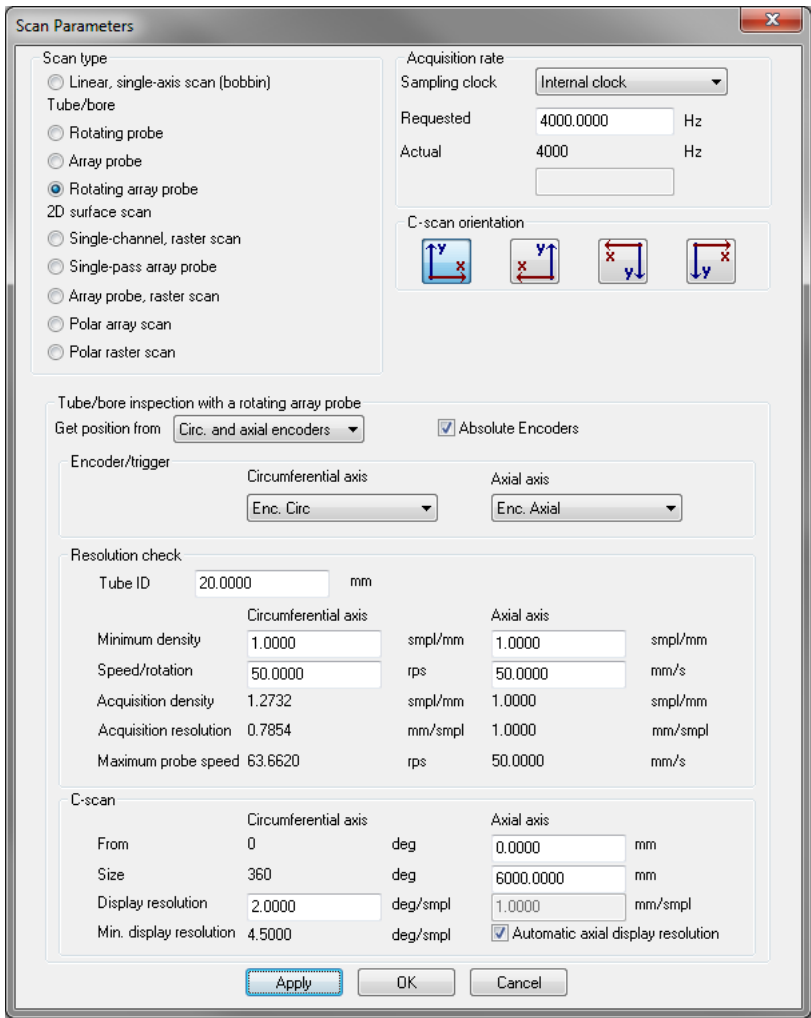 Scan Parameters
Scan type
Linear, single-axis scan (bobbin)
Tube/bore
Rotating probe
Array probe
Rotating array probe
2D surface scan
Single-channel, raster scan
Single-pass array probe
Array probe, raster scan
Polar array scan
Polar raster scan
Acquisition rate
Sampling clock Internal clock
Requested 4000.0000 Hz
Actual 4000 Hz
C-scan orientation
Y X Y X X Y X Y
Tube/bore inspection with a rotating array probe
Get position from Circ. and axial encoders Absolute Encoders
Encoder/trigger
Circumferential axis Axial axis
Enc. Circ Enc. Axial
Resolution check
Tube ID 20.0000 mm
Circumferential axis Axial axis
Minimum density 1.0000 smpl/mm 1.0000 smpl/mm
Speed/rotation 50.0000 rps 50.0000 mm/s
Acquisition density 1.2732 smpl/mm 1.0000 smpl/mm
Acquisition resolution 0.7854 mm/smpl 1.0000 mm/smpl
Maximum probe speed 63.6620 rps 50.0000 mm/s
C-scan
Circumferential axis Axial axis
From 0 deg 0.0000 mm
Size 360 deg 6000.0000 mm
Display resolution 2.0000 deg/smpl 1.0000 mm/smpl
Min. display resolution 4.5000 deg/smpl Automatic axial display resolution
Apply OK Cancel